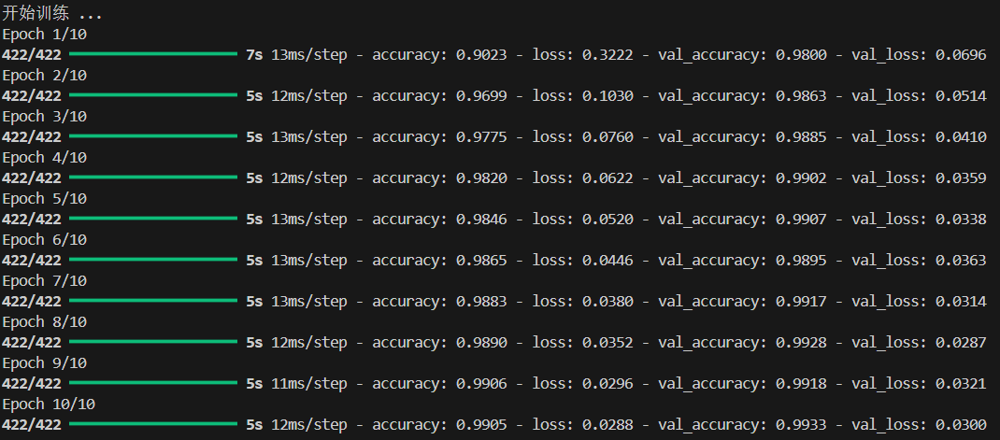 开始训练 ...
Epoch 1/10
422/422 7s 13ms/step - accuracy: 0.9023 - loss: 0.3222 - val_accuracy: 0.9800 - val_loss: 0.0696
Epoch 2/10
422/422 5s 12ms/step - accuracy: 0.9699 - loss: 0.1030 - val_accuracy: 0.9863 - val_loss: 0.0514
Epoch 3/10
422/422 5s 13ms/step - accuracy: 0.9775 - loss: 0.0760 - val_accuracy: 0.9885 - val_loss: 0.0410
Epoch 4/10
422/422 5s 12ms/step - accuracy: 0.9820 - loss: 0.0622 - val_accuracy: 0.9902 - val_loss: 0.0359
Epoch 5/10
422/422 5s 13ms/step - accuracy: 0.9846 - loss: 0.0520 - val_accuracy: 0.9907 - val_loss: 0.0338
Epoch 6/10
422/422 5s 13ms/step - accuracy: 0.9865 - loss: 0.0446 - val_accuracy: 0.9895 - val_loss: 0.0363
Epoch 7/10
422/422 5s 13ms/step - accuracy: 0.9883 - loss: 0.0380 - val_accuracy: 0.9917 - val_loss: 0.0314
Epoch 8/10
422/422 5s 12ms/step - accuracy: 0.9890 - loss: 0.0352 - val_accuracy: 0.9928 - val_loss: 0.0287
Epoch 9/10
422/422 5s 11ms/step - accuracy: 0.9906 - loss: 0.0296 - val_accuracy: 0.9918 - val_loss: 0.0321
Epoch 10/10
422/422 5s 12ms/step - accuracy: 0.9905 - loss: 0.0288 - val_accuracy: 0.9933 - val_loss: 0.0300